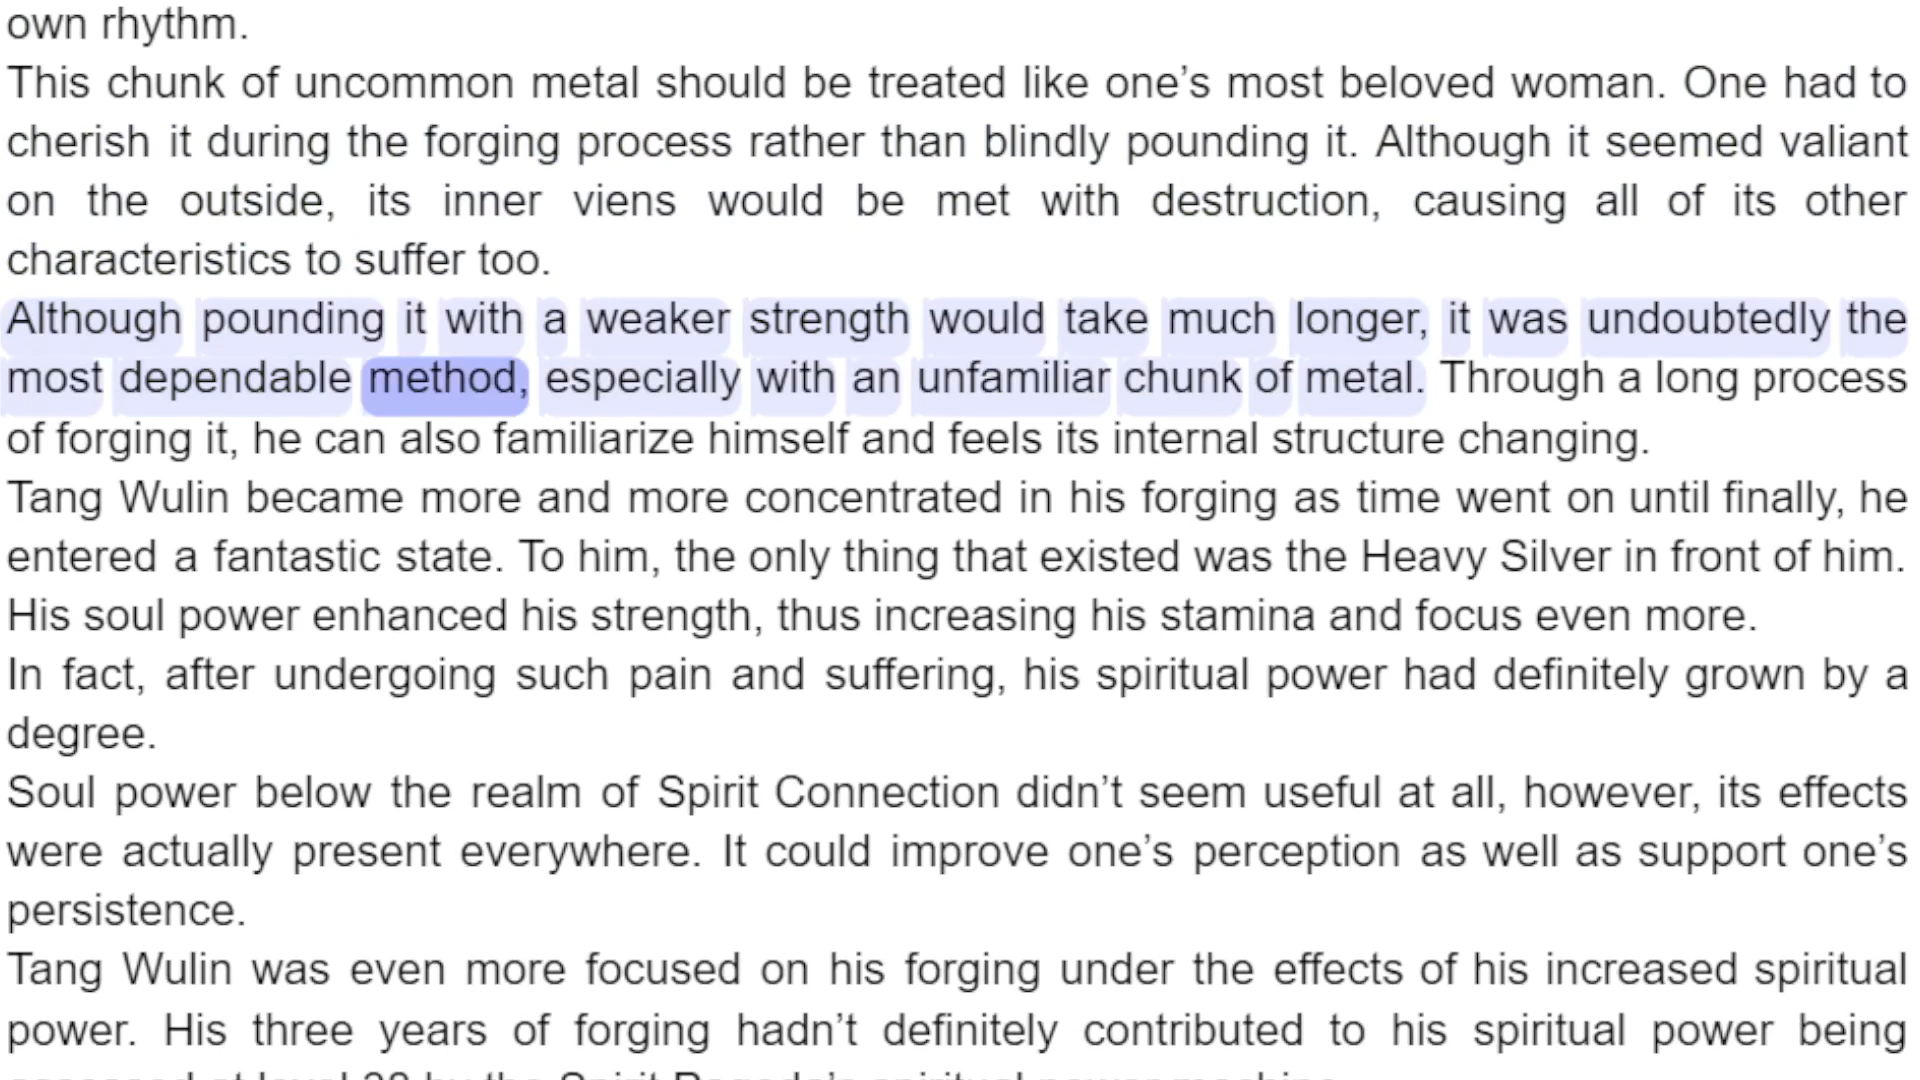 own rhythm.
This chunk of uncommon metal should be treated like one’s most beloved woman. One had to
cherish it during the forging process rather than blindly pounding it. Although it seemed valiant
on the outside, its inner viens would be met with destruction, causing all of its other
characteristics to suffer too.
Although pounding it with a weaker strength would take much longer, it was undoubtedly the
most dependable method, especially with an unfamiliar chunk of metal. Through a long process
of forging it, he can also familiarize himself and feels its internal structure changing.
Tang Wulin became more and more concentrated in his forging as time went on until finally, he
entered a fantastic state. To him, the only thing that existed was the Heavy Silver in front of him.
His soul power enhanced his strength, thus increasing his stamina and focus even more.
In fact, after undergoing such pain and suffering, his spiritual power had definitely grown by a
degree.
Soul power below the realm of Spirit Connection didn’t seem useful at all, however, its effects
were actually present everywhere. It could improve one’s perception as well as support one’s
persistence.
Tang Wulin was even more focused on his forging under the effects of his increased spiritual
power. His three years of forging hadn’t definitely contributed to his spiritual power being
at level by the Spirit Pagoda’s spiritual power machine.